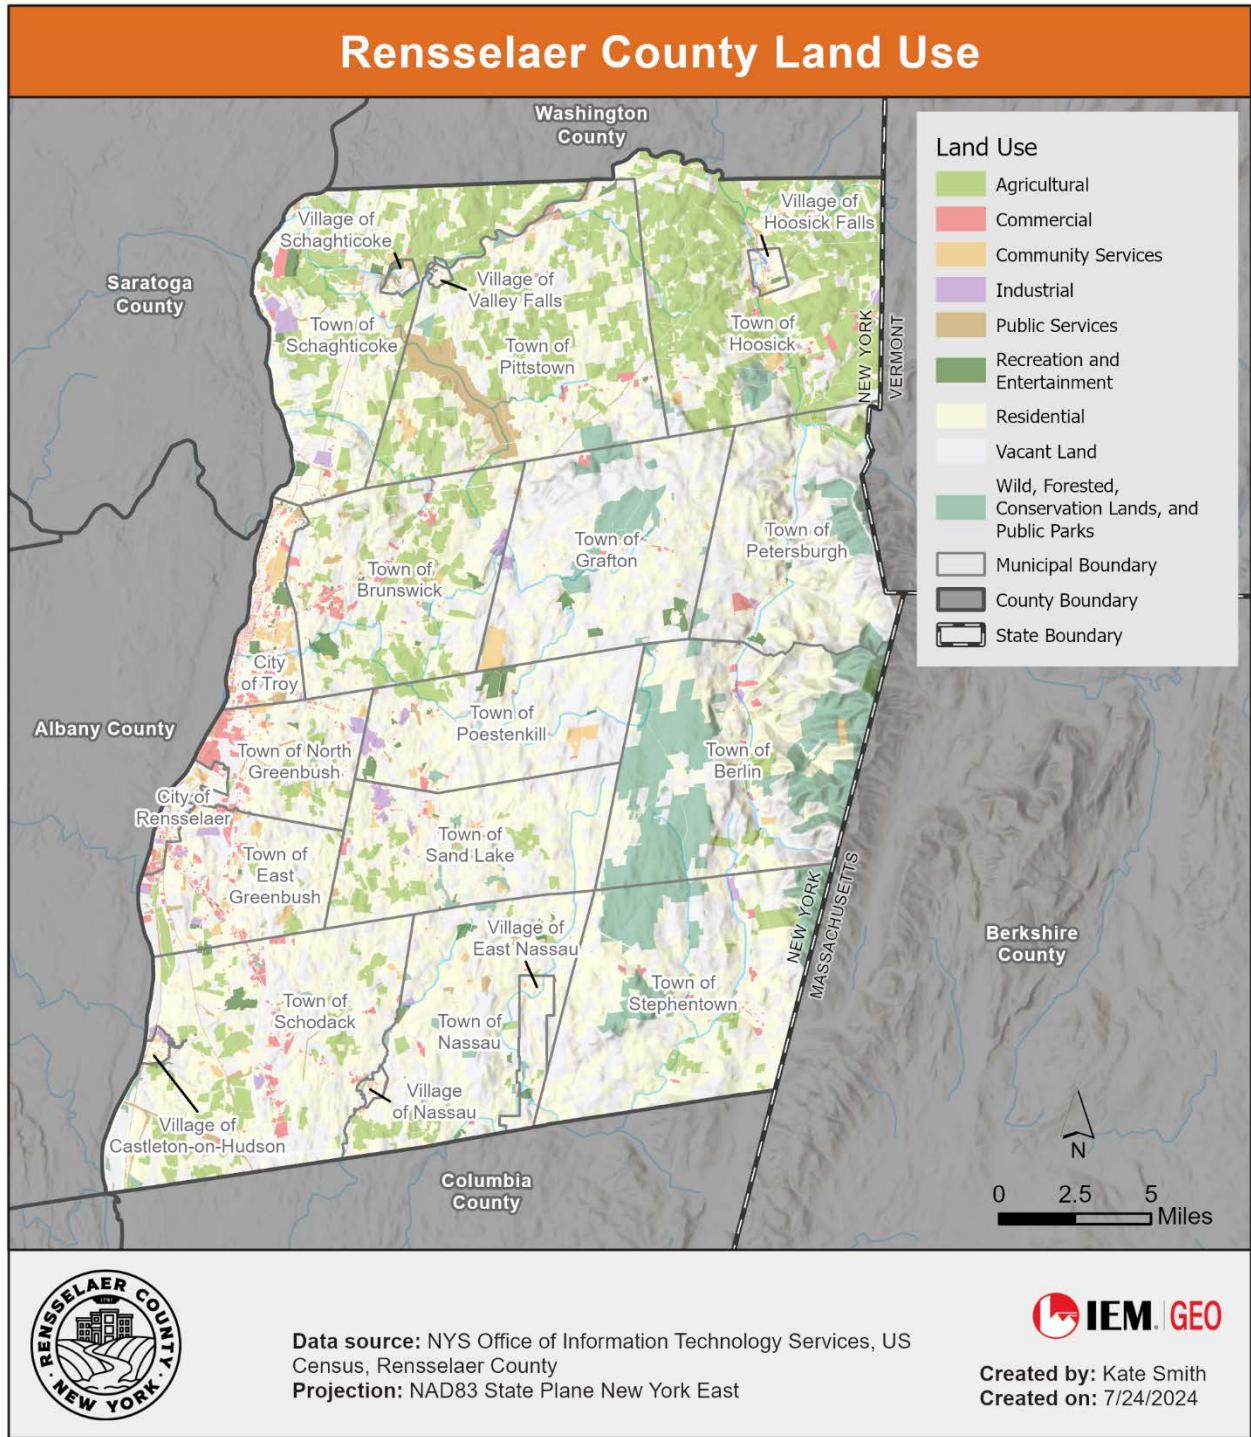 Rensselaer County Land Use
Washington
County
Saratoga
County
Albany County
Columbia
County
Berkshire
County
Village of
Schaghticoke
Village of
Valley Falls
Village of
Hoosick Falls
Town of
Schaghticoke
Town of
Pittstown
Town of
Hoosick
NEW YORK
VERMONT
Town of
Brunswick
Town of
Grafton
Town of
Petersburgh
City
of Troy
Town of North
Greenbush
Town of
Poestenkill
Town of
Berlin
City of
Rensselaer
Town of
East
Greenbush
Town of
Sand Lake
NEW YORK
MASSACHUSETTS
Village of
East Nassau
Town of
Schodack
Town of
Nassau
Town of
Stephentown
Village of
Castleton-on-Hudson
Village
of Nassau
Land Use
Agricultural
Commercial
Community Services
Industrial
Public Services
Recreation and
Entertainment
Residential
Vacant Land
Wild, Forested,
Conservation Lands, and
Public Parks
Municipal Boundary
County Boundary
State Boundary
N
0 2.5 5
Miles
RENSSELAER COUNTY
1791
NEW YORK
Data source: NYS Office of Information Technology Services, US
Census, Rensselaer County
Projection: NAD83 State Plane New York East
IEM. GEO
Created by: Kate Smith
Created on: 7/24/2024